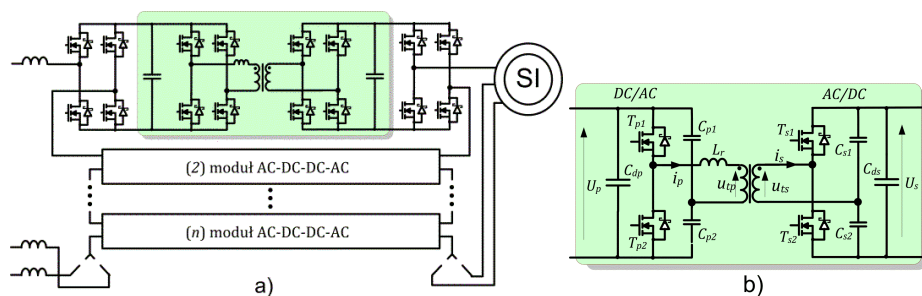 SI
(2) moduł AC-DC-DC-AC
(n) moduł AC-DC-DC-AC
a)
DC/AC
AC/DC
Tp1
Cp1
Ts1
Cs1
Lr
is
Up
Cdp
ip
utp
uts
Cds
Us
Tp2
Cp2
Ts2
Cs2
b)